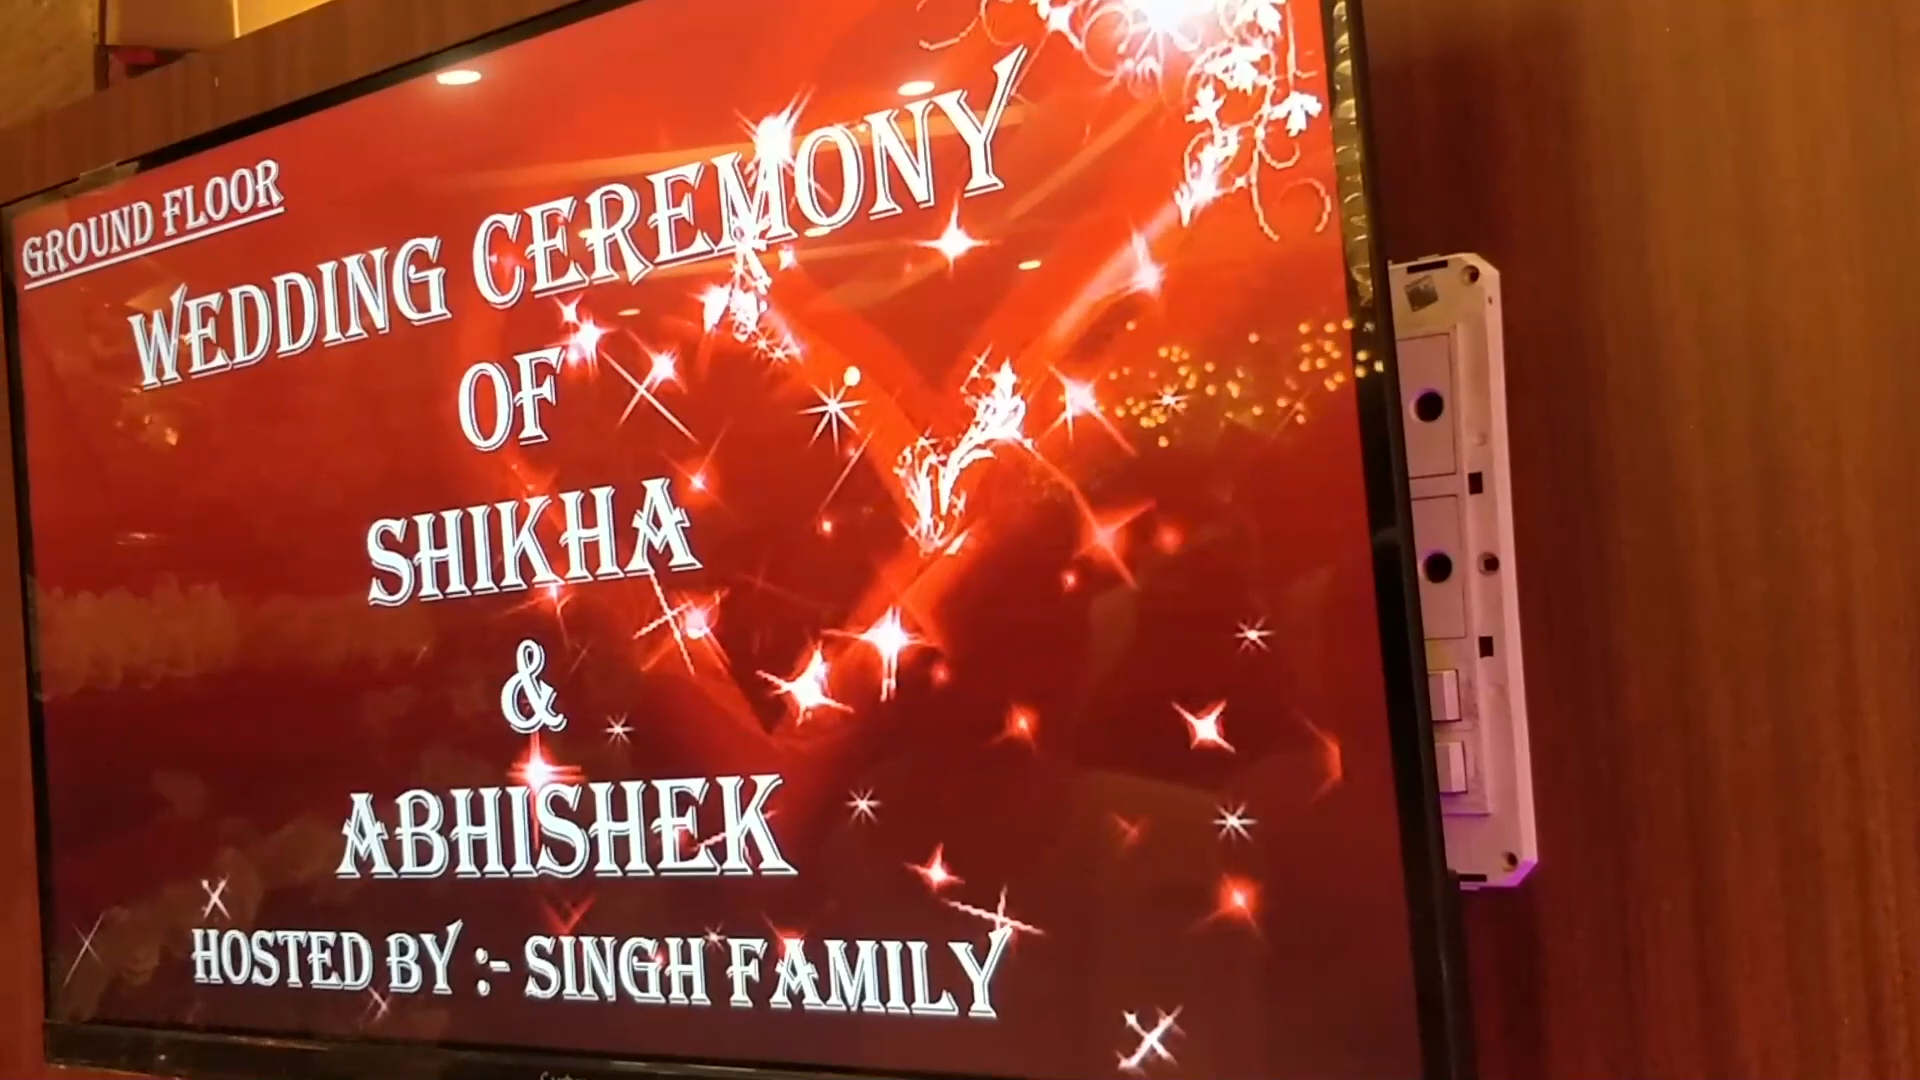 GROUND FLOOR
WEDDING CEREMONY
OF
SHIKHA
&
ABHISHEK
HOSTED BY :- SINGH FAMILY